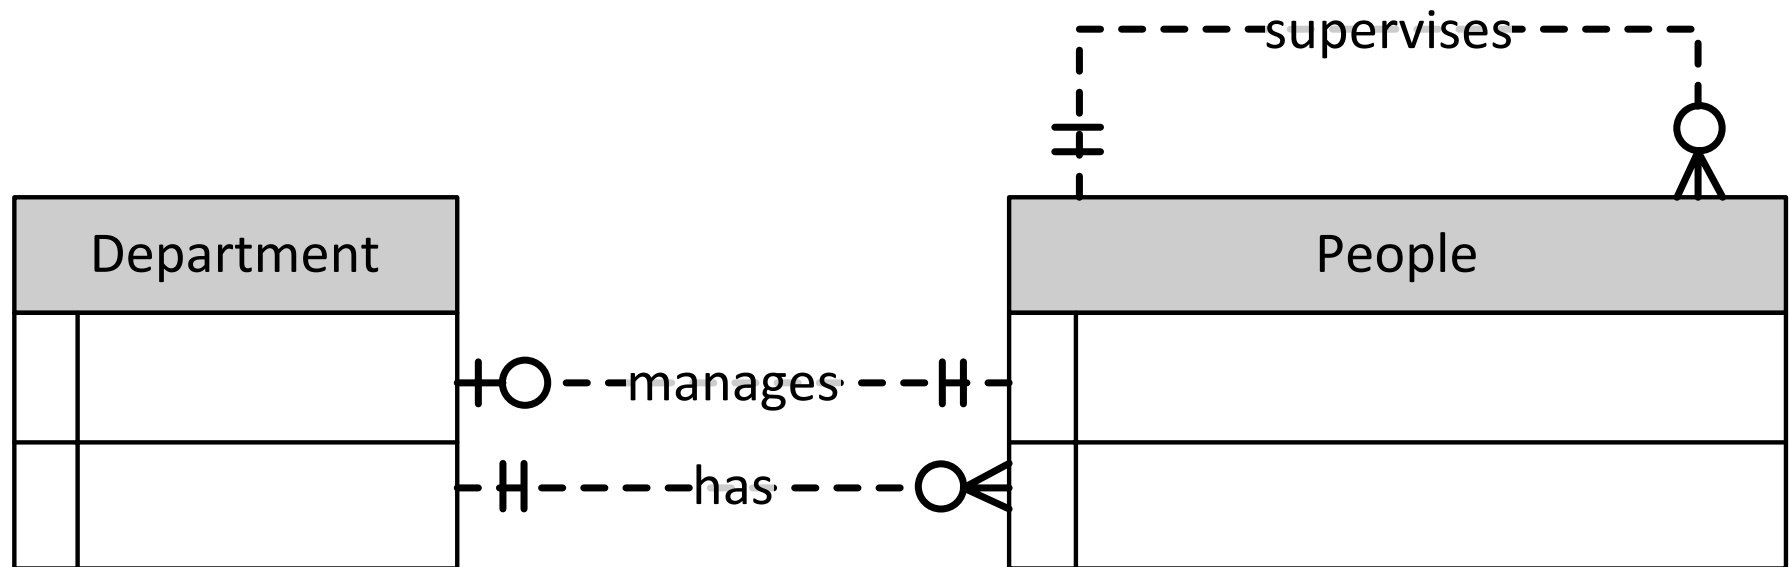 supervises
Department
People
manages
has